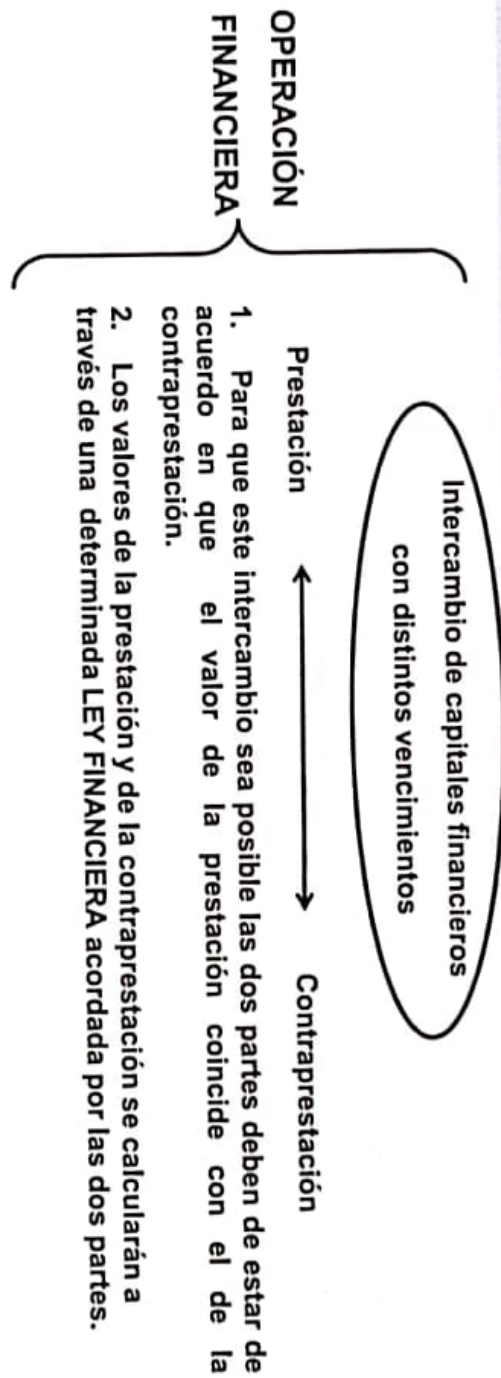 OPERACIÓN
FINANCIERA
Intercambio de capitales financieros
con distintos vencimientos
Prestación
Contraprestación
1. Para que este intercambio sea posible las dos partes deben de estar de
acuerdo en que el valor de la prestación coincide con el de la
contraprestación.
2. Los valores de la prestación y de la contraprestación se calcularán a
través de una determinada LEY FINANCIERA acordada por las dos partes.